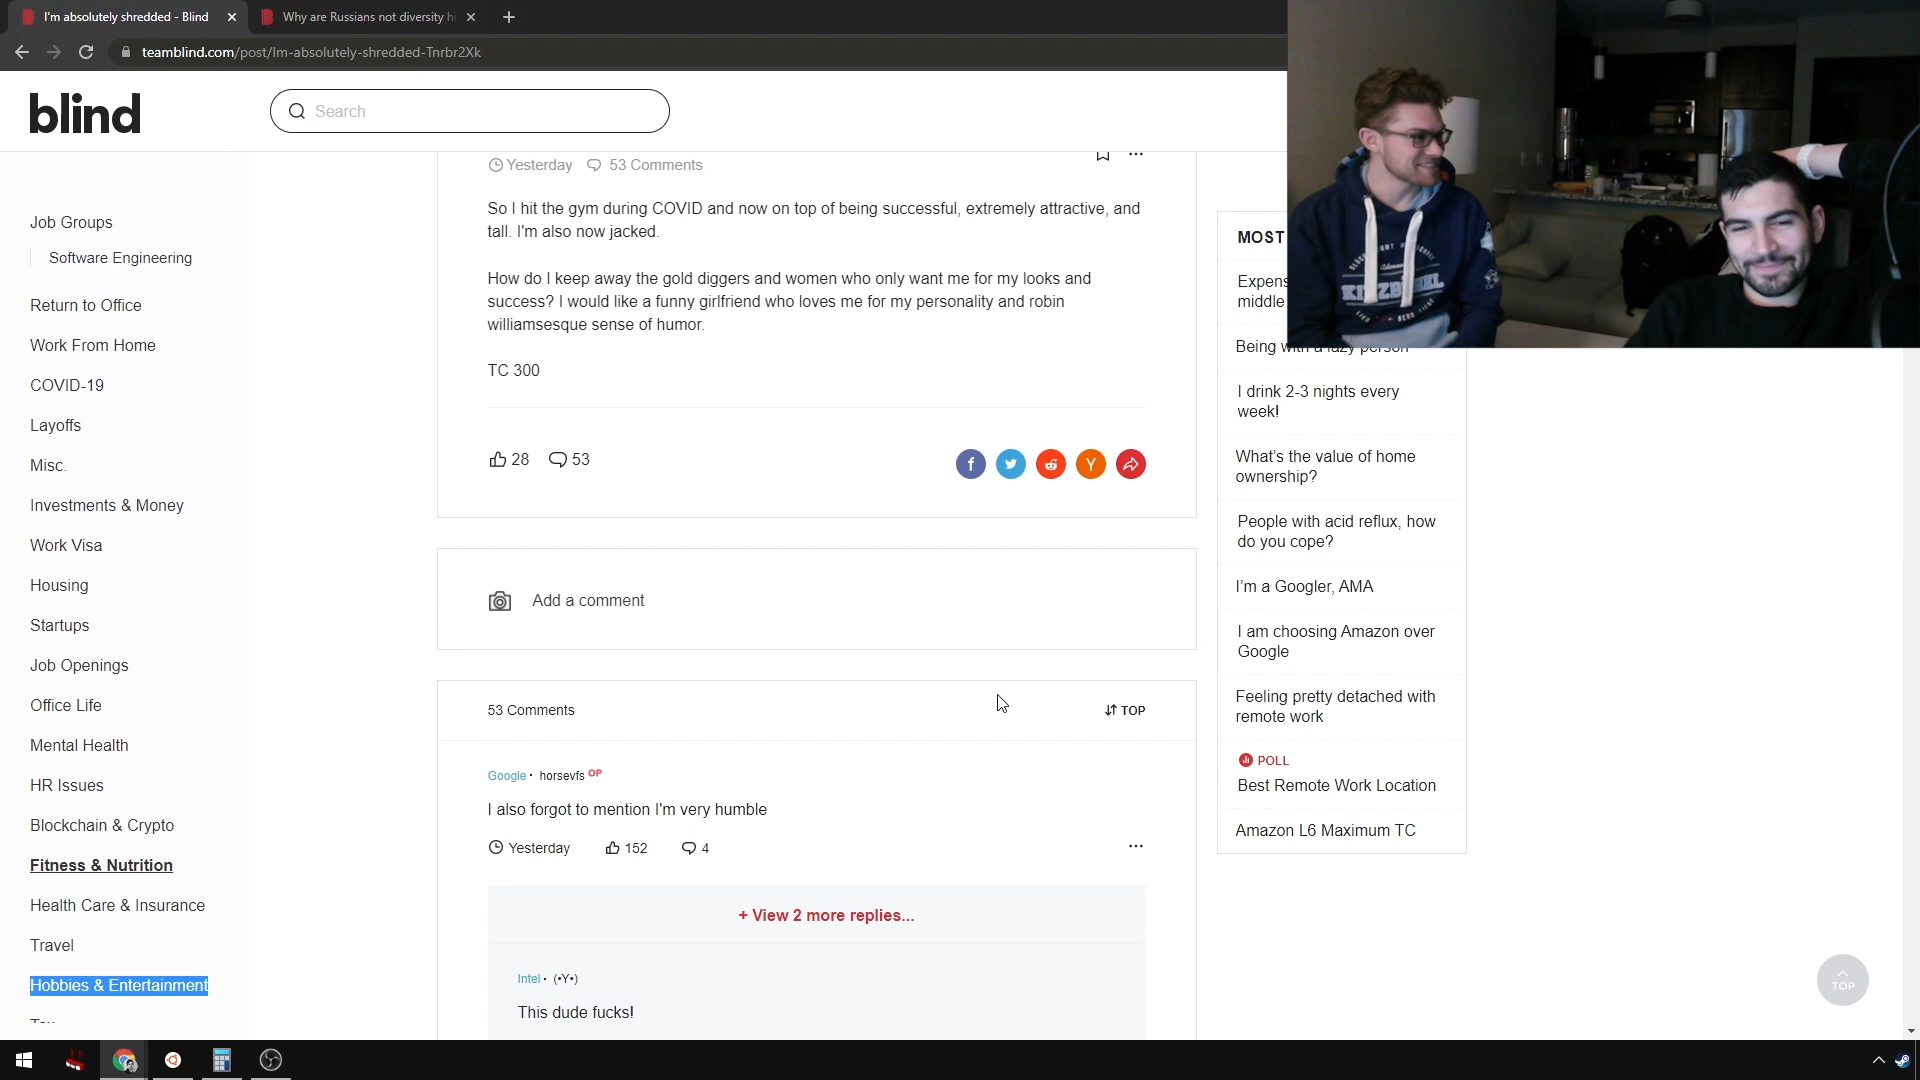 I'm absolutely shredded - Blind
Why are Russians not diversity hi
teamblind.com/post/Im-absolutely-shredded-Tnrbr2Xk
blind
Search
Job Groups
Software Engineering
Return to Office
Work From Home
COVID-19
Layoffs
Misc.
Investments & Money
Work Visa
Housing
Startups
Job Openings
Office Life
Mental Health
HR Issues
Blockchain & Crypto
Fitness & Nutrition
Health Care & Insurance
Travel
Hobbies & Entertainment
Yesterday 53 Comments
So I hit the gym during COVID and now on top of being successful, extremely attractive, and
tall. I'm also now jacked.
How do I keep away the gold diggers and women who only want me for my looks and
success? I would like a funny girlfriend who loves me for my personality and robin
williamsesque sense of humor.
TC 300
28 53
f Y
Add a comment
53 Comments
TOP
Google · horsevfs OP
I also forgot to mention I'm very humble
Yesterday 152 4
+ View 2 more replies...
Intel · (•Y•)
This dude fucks!
MOST
Expens
middle
Being with a lazy person
I drink 2-3 nights every
week!
What's the value of home
ownership?
People with acid reflux, how
do you cope?
I'm a Googler, AMA
I am choosing Amazon over
Google
Feeling pretty detached with
remote work
POLL
Best Remote Work Location
Amazon L6 Maximum TC
TOP